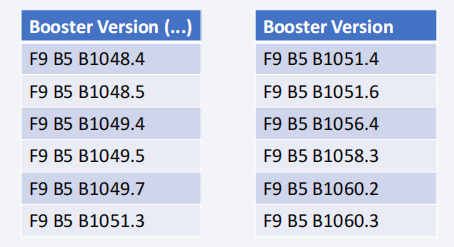 Booster Version (...)
F9 B5 B1048.4
F9 B5 B1048.5
F9 B5 B1049.4
F9 B5 B1049.5
F9 B5 B1049.7
F9 B5 B1051.3
Booster Version
F9 B5 B1051.4
F9 B5 B1051.6
F9 B5 B1056.4
F9 B5 B1058.3
F9 B5 B1060.2
F9 B5 B1060.3